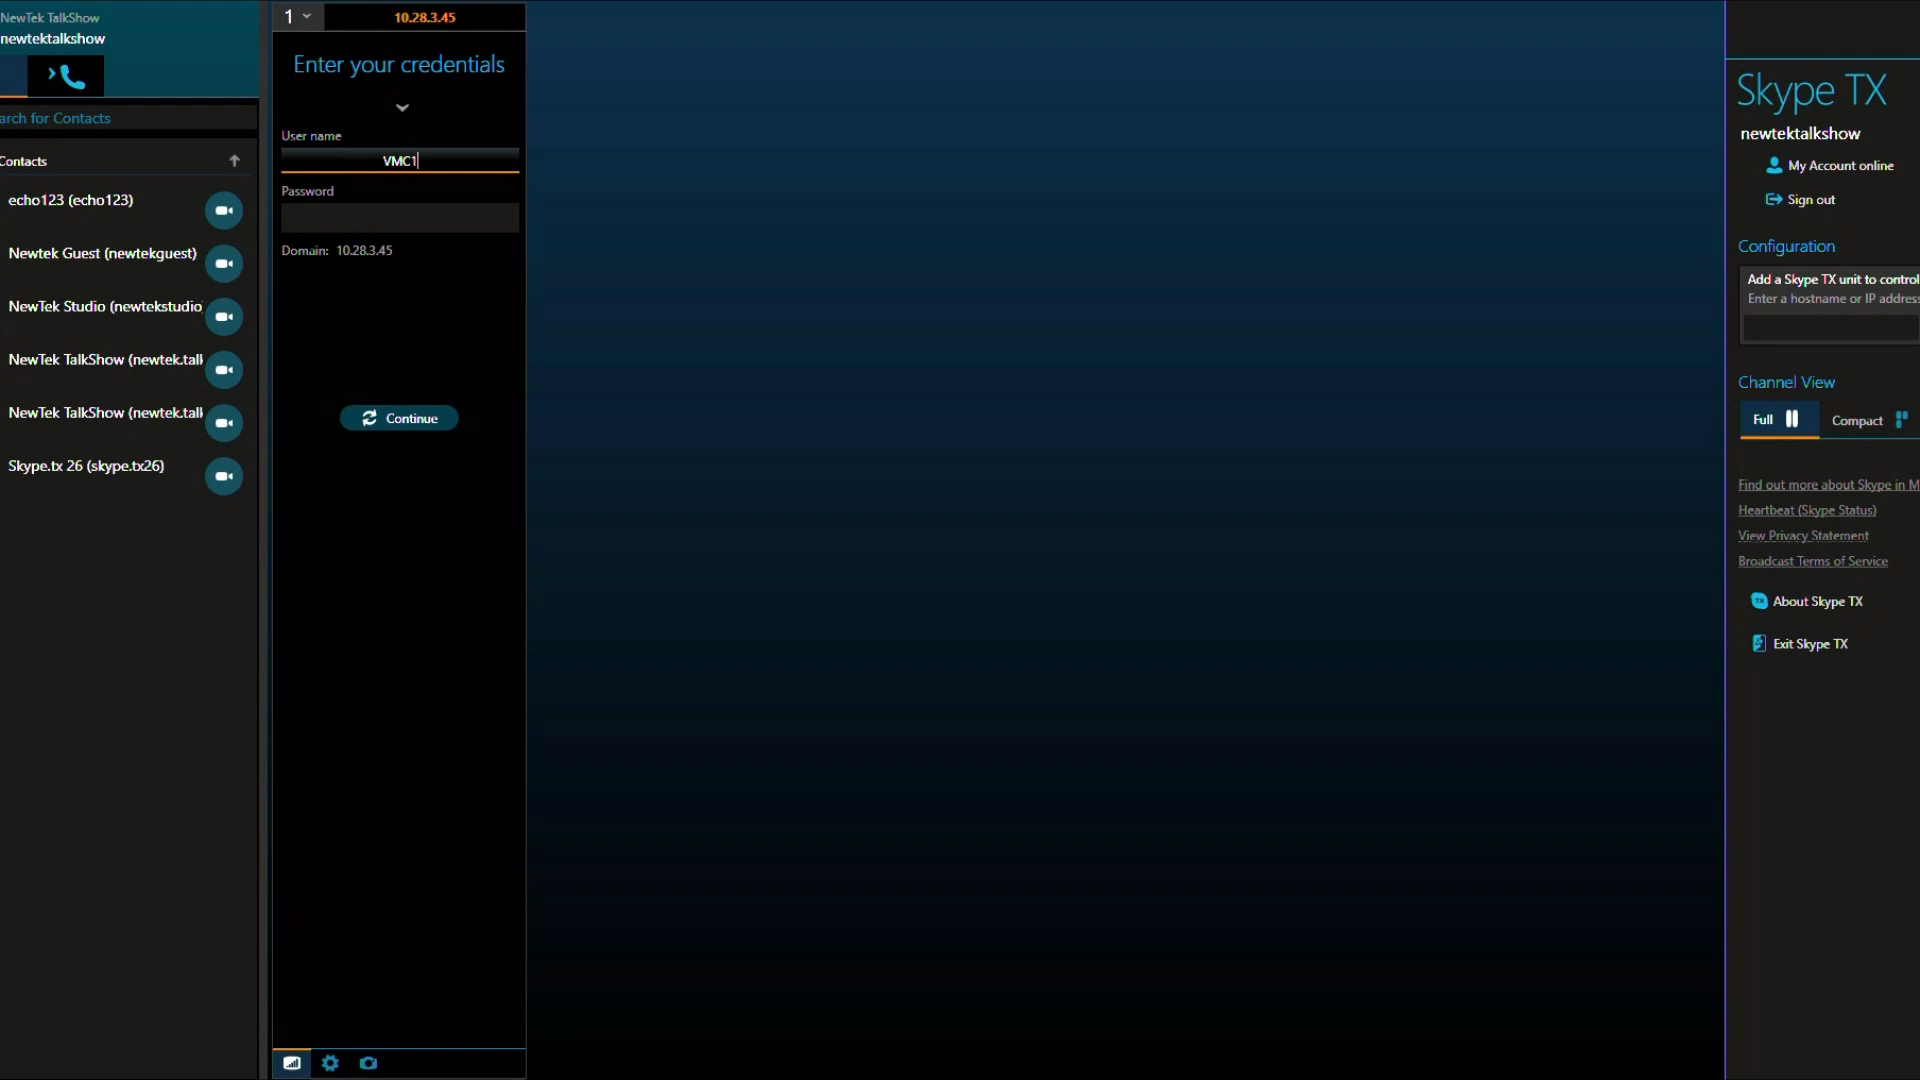 NewTek TalkShow
newtektalkshow
arch for Contacts
Contacts
echo123 (echo123)
Newtek Guest (newtekguest)
NewTek Studio (newtekstudio
NewTek TalkShow (newtek.talk
NewTek TalkShow (newtek.talk
Skype.tx 26 (skype.tx26)
1
10.28.3.45
Enter your credentials
User name
VMC1
Password
Domain: 10.28.3.45
Continue
Skype TX
newtektalkshow
My Account online
Sign out
Configuration
Add a Skype TX unit to control
Enter a hostname or IP address
Channel View
Full
Compact
Find out more about Skype in M
Heartbeat (Skype Status)
View Privacy Statement
Broadcast Terms of Service
TX About Skype TX
Exit Skype TX